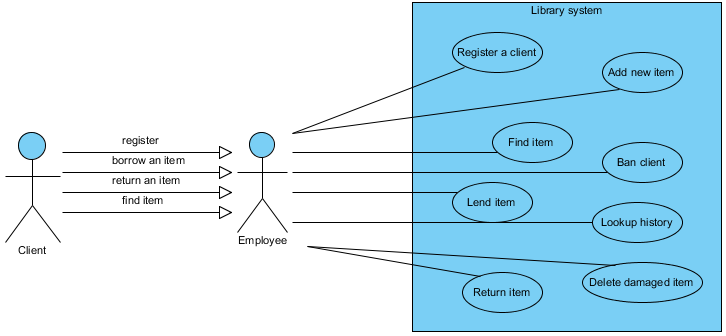 Library system
Register a client
Add new item
register
Find item
borrow an item
Ban client
return an item
find item
Lend item
Lookup history
Client
Employee
Return item
Delete damaged item